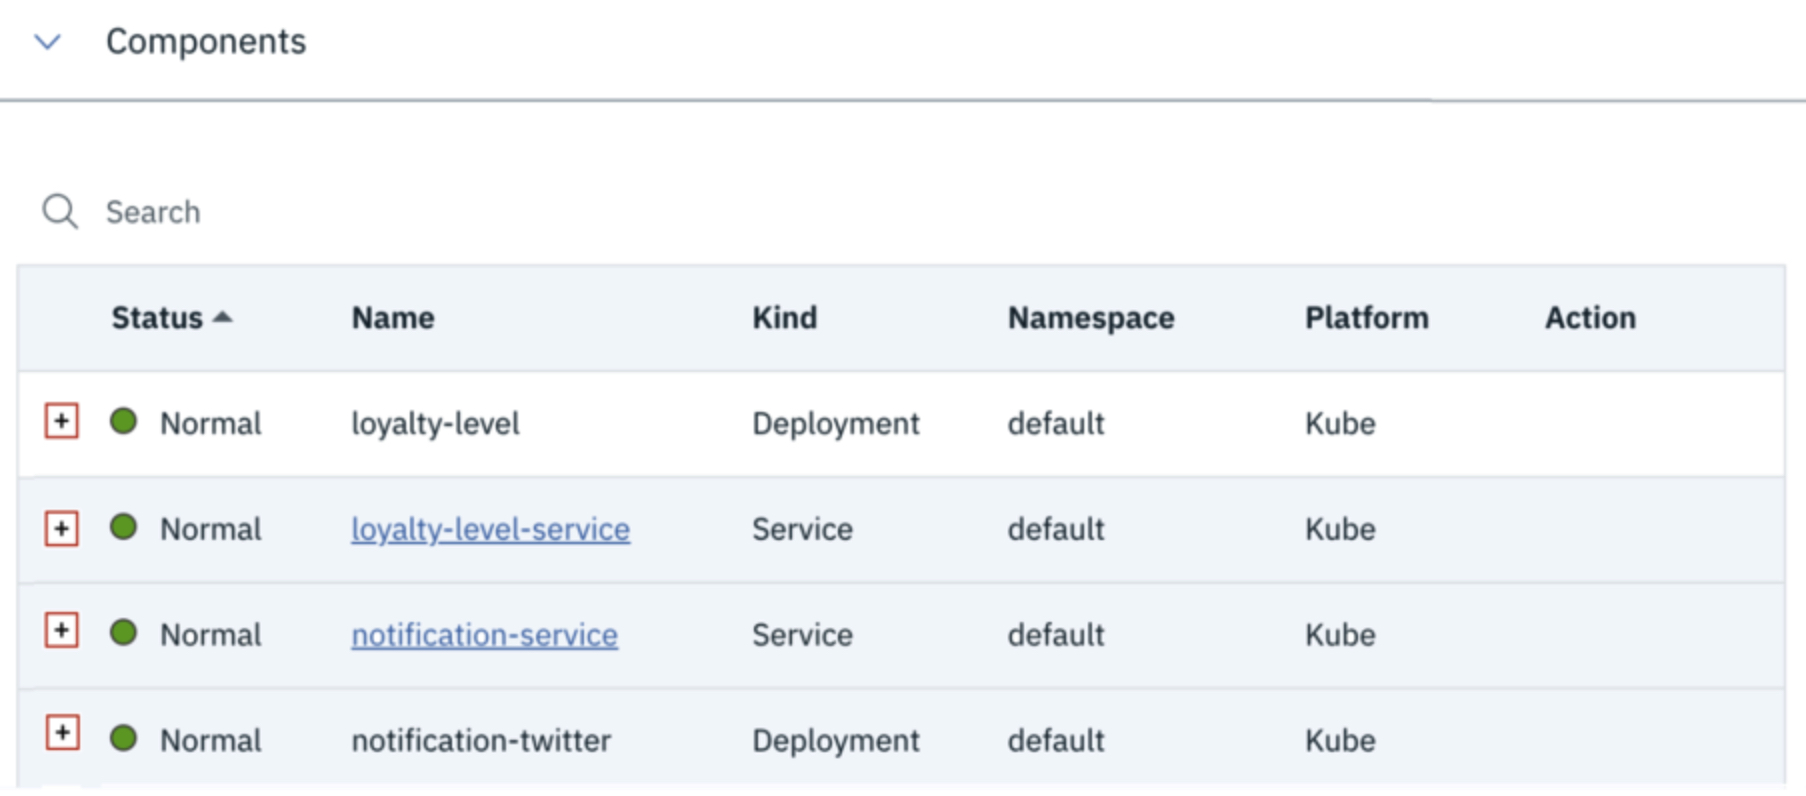 Components
Search
Status Name Kind Namespace Platform Action
+ Normal loyalty-level Deployment default Kube
+ Normal loyalty-level-service Service default Kube
+ Normal notification-service Service default Kube
+ Normal notification-twitter Deployment default Kube